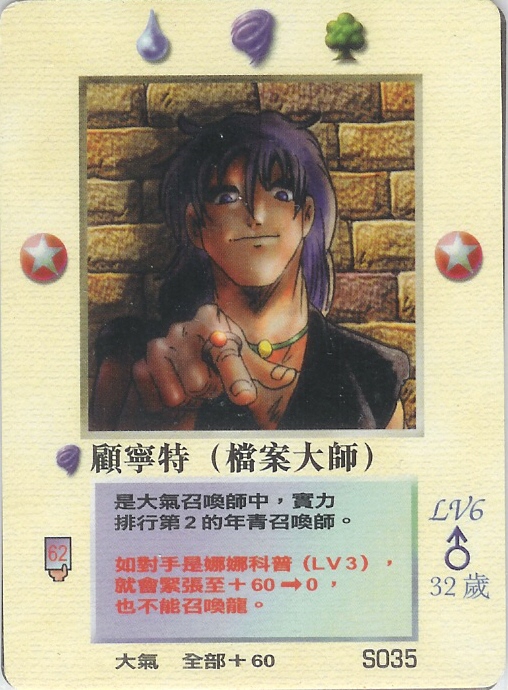 顧寧特（檔案大師）
是大氣召喚師中，實力
排行第2的年青召喚師。
如對手是娜娜科普（LV3），
就會緊張至＋60➡0，
也不能召喚龍。
LV6
♂
32歲
62
大氣　全部＋60
S035